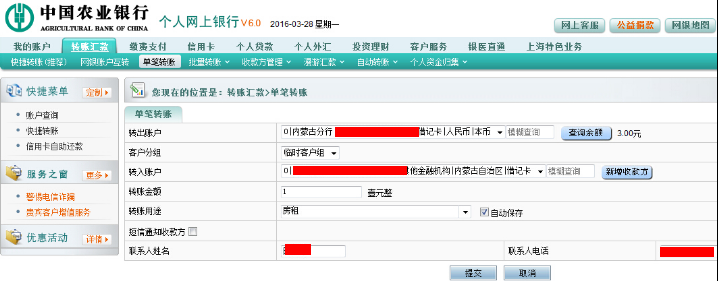 中国农业银行 个人网上银行V6.0 2016-03-28 星期一
AGRICULTURAL BANK OF CHINA
网上客服 公益捐款 网银地图
我的账户 转账汇款 缴费支付 信用卡 个人贷款 个人外汇 投资理财 客户服务 银医直通 上海特色业务
快捷转账(推荐) 网银账户互转 单笔转账 批量转账 收款方管理 漫游汇款 自动转账 个人资金归集
快捷菜单 定制
账户查询
快捷转账
信用卡自动还款
服务之窗 更多
警惕电信诈骗
贵宾客户增值服务
优惠活动 详情
您现在的位置是：转账汇款>单笔转账
单笔转账
转出账户 0|内蒙古分行 借记卡|人民币|本币 模糊查询 查询余额 3.00元
客户分组 临时客户组
转入账户 0| 他金融机构|内蒙古自治区|借记卡 模糊查询 新增收款方
转账金额 1 壹元整
转账用途 房租 自动保存
短信通知收款方
联系人姓名 联系人电话
提交 取消